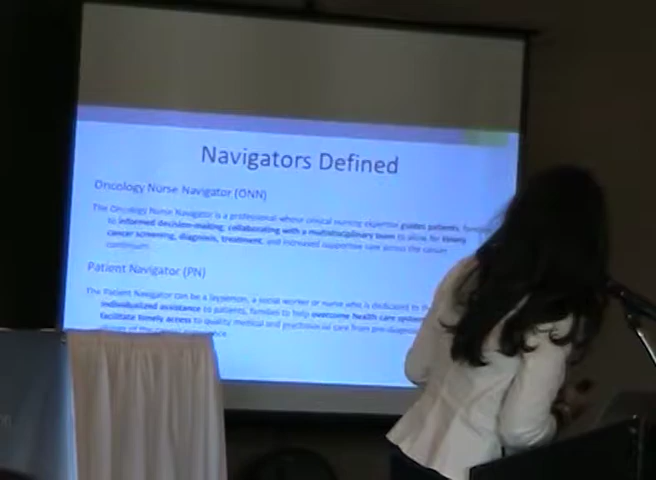 Navigators Defined
Oncology Nurse Navigator (ONN)
The Oncology Nurse Navigator is a professional whose clinical nursing expertise guides patients,
to informed decision-making, collaborating with a multidisciplinary team to allow for timely
cancer screening, diagnosis, treatment, and increased supportive care across the cancer
continuum
Patient Navigator (PN)
The Patient Navigator can be a layperson, a social worker or nurse who is dedicated to
individualized assistance to patients, families to help overcome health care system
facilitate timely access to quality medical and psychosocial care from